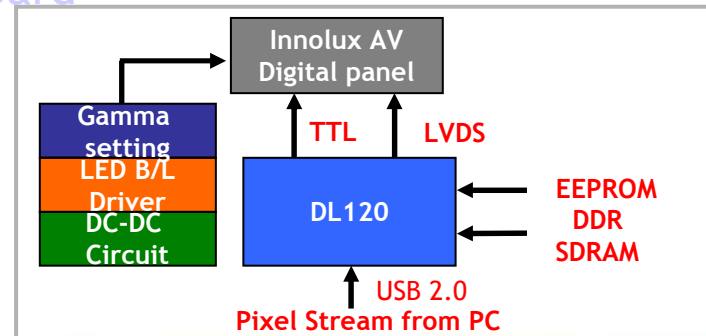 Innolux AV
Digital panel
Gamma
setting
TTL
LVDS
LED B/L
Driver
DL120
EEPROM
DDR
SDRAM
DC-DC
Circuit
USB 2.0
Pixel Stream from PC